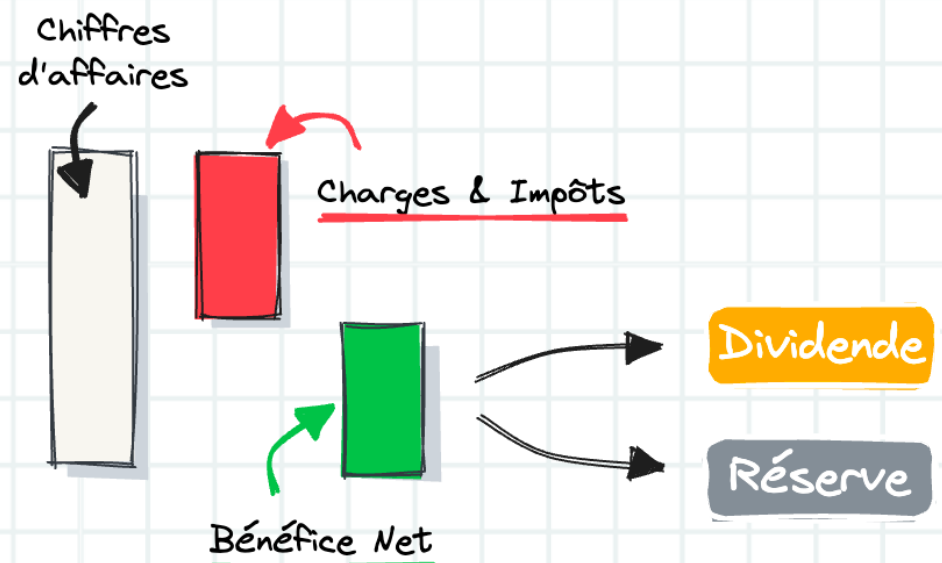 Chiffres
d'affaires
Charges & Impôts
Dividende
Réserve
Bénéfice Net